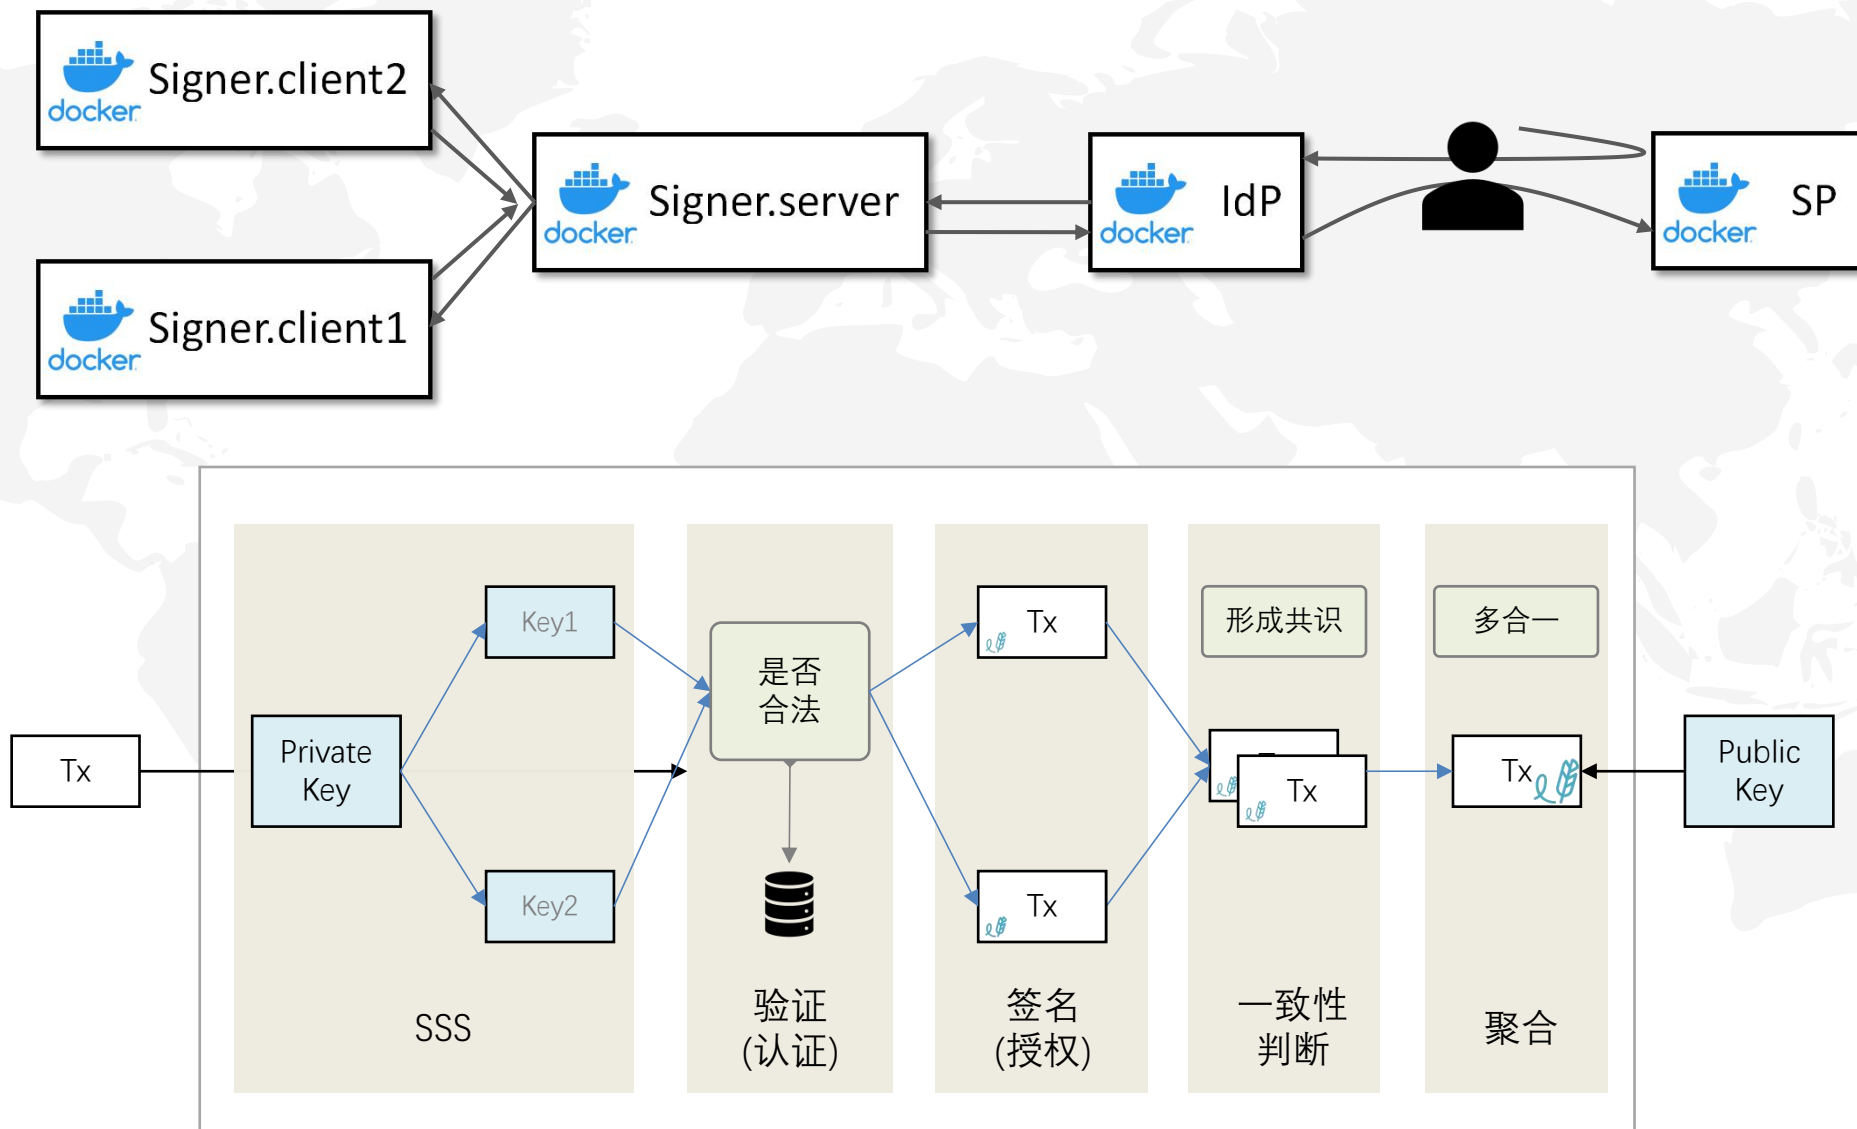 docker
Signer.client2
docker
Signer.server
docker
IdP
docker
SP
docker
Signer.client1
Tx
Private
Key
Key1
Key2
SSS
是否
合法
验证
(认证)
Tx
Tx
签名
(授权)
形成共识
Tx
一致性
判断
多合一
Tx
聚合
Public
Key